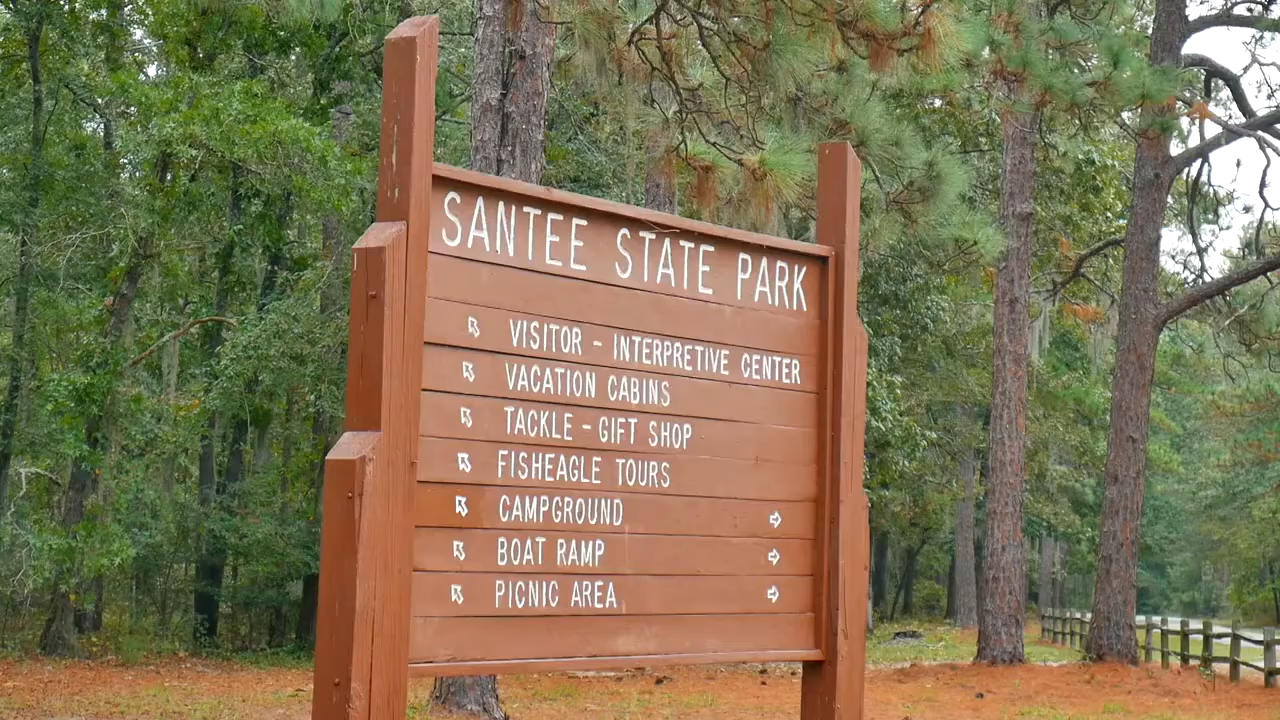 SANTEE STATE PARK
VISITOR - INTERPRETIVE CENTER
VACATION CABINS
TACKLE - GIFT SHOP
FISHEAGLE TOURS
CAMPGROUND
BOAT RAMP
PICNIC AREA